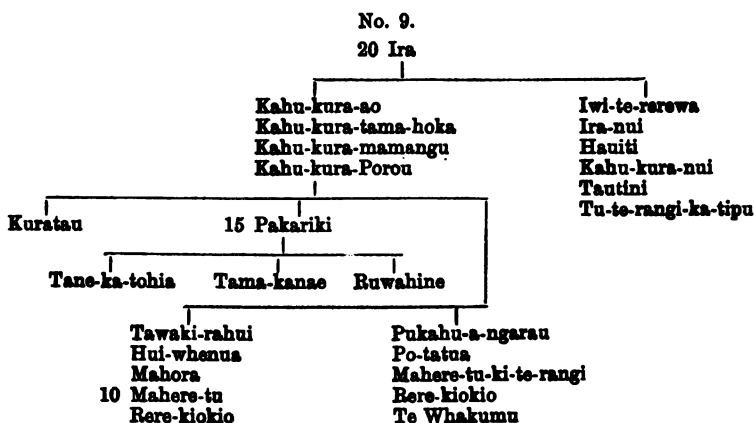 No. 9.
20 Ira
Kahu-kura-ao
Kahu-kura-tama-hoka
Kahu-kura-mamangu
Kahu-kura-Porou
Iwi-te-rerewa
Ira-nui
Hauiti
Kahu-kura-nui
Tautini
Tu-te-rangi-ka-tipu
Kuratau 15 Pakariki
Tane-ka-tohia Tama-kanae Ruwahine
Tawaki-rahui
Hui-whenua
Mahora
10 Mahere-tu
Rere-kiokio
Pukahu-a-ngarau
Po-tatua
Mahere-tu-ki-te-rangi
Rere-kiokio
Te Whakumu